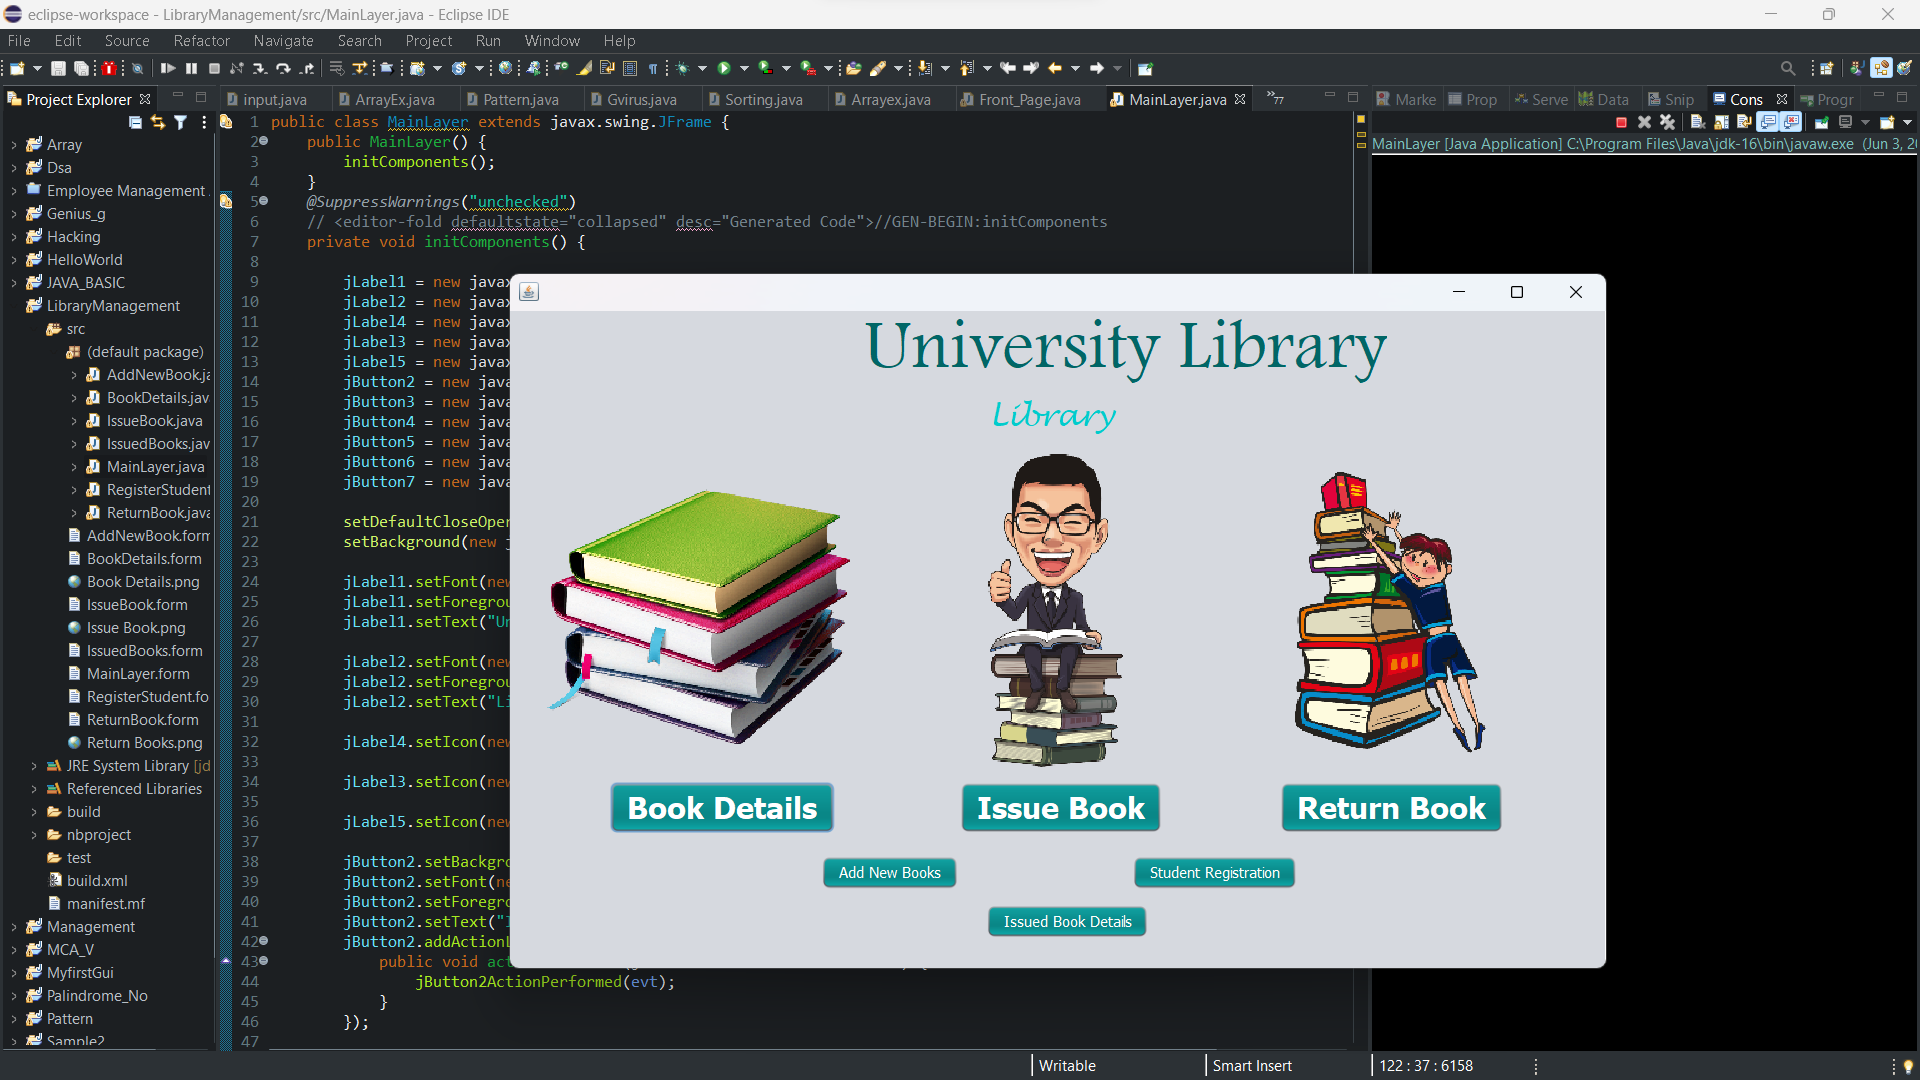 eclipse-workspace - LibraryManagement/src/MainLayer.java - Eclipse IDE
File Edit Source Refactor Navigate Search Project Run Window Help
Project Explorer
input.java ArrayEx.java Pattern.java Gvirus.java Sorting.java Arrayex.java Front_Page.java MainLayer.java »77
Marke Prop Serve Data Snip Cons Progr
MainLayer [Java Application] C:\Program Files\Java\jdk-16\bin\javaw.exe (Jun 3, 2
Array
Dsa
Employee Management
Genius_g
Hacking
HelloWorld
JAVA_BASIC
LibraryManagement
src
(default package)
AddNewBook.ja
BookDetails.jav
IssueBook.java
IssuedBooks.jav
MainLayer.java
RegisterStudent
ReturnBook.java
AddNewBook.form
BookDetails.form
Book Details.png
IssueBook.form
Issue Book.png
IssuedBooks.form
MainLayer.form
RegisterStudent.fo
ReturnBook.form
Return Books.png
JRE System Library [jd
Referenced Libraries
build
nbproject
test
build.xml
manifest.mf
Management
MCA_V
MyfirstGui
Palindrome_No
Pattern
Sample2
1 public class MainLayer extends javax.swing.JFrame {
2 public MainLayer() {
3 initComponents();
4 }
5 @SuppressWarnings("unchecked")
6 // <editor-fold defaultstate="collapsed" desc="Generated Code">//GEN-BEGIN:initComponents
7 private void initComponents() {
8
9 jLabel1 = new javax
10 jLabel2 = new javax
11 jLabel4 = new javax
12 jLabel3 = new javax
13 jLabel5 = new javax
14 jButton2 = new java
15 jButton3 = new java
16 jButton4 = new java
17 jButton5 = new java
18 jButton6 = new java
19 jButton7 = new java
20
21 setDefaultCloseOper
22 setBackground(new j
23
24 jLabel1.setFont(new
25 jLabel1.setForegrou
26 jLabel1.setText("Un
27
28 jLabel2.setFont(new
29 jLabel2.setForegrou
30 jLabel2.setText("Li
31
32 jLabel4.setIcon(new
33
34 jLabel3.setIcon(new
35
36 jLabel5.setIcon(new
37
38 jButton2.setBackgro
39 jButton2.setFont(ne
40 jButton2.setForegro
41 jButton2.setText("I
42 jButton2.addActionL
43 public void act
44 jButton2ActionPerformed(evt);
45 }
46 });
47
University Library
Library
Book Details Issue Book Return Book
Add New Books Student Registration
Issued Book Details
Writable Smart Insert 122 : 37 : 6158